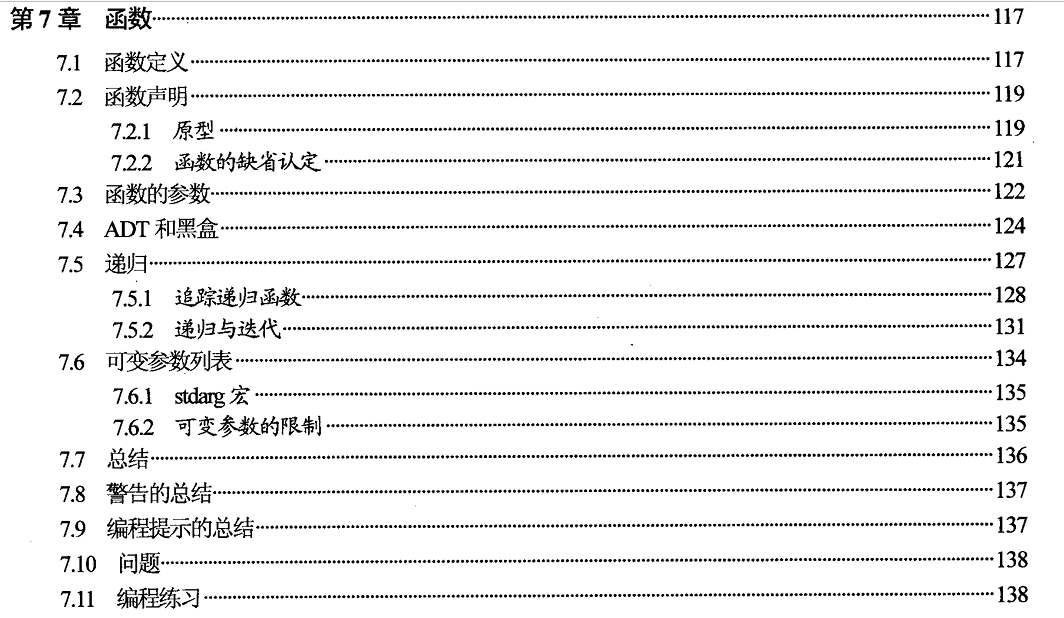 第 7 章 函数 117
7.1 函数定义 117
7.2 函数声明 119
7.2.1 原型 119
7.2.2 函数的缺省认定 121
7.3 函数的参数 122
7.4 ADT 和黑盒 124
7.5 递归 127
7.5.1 追踪递归函数 128
7.5.2 递归与迭代 131
7.6 可变参数列表 134
7.6.1 stdarg 宏 135
7.6.2 可变参数的限制 135
7.7 总结 136
7.8 警告的总结 137
7.9 编程提示的总结 137
7.10 问题 138
7.11 编程练习 138